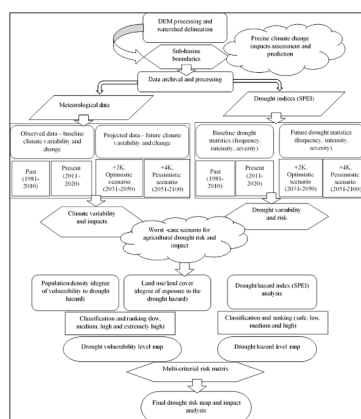 DEM processing and
watershed delineation
Precise climate change
impacts assessment and
prediction
Sub-basins
boundaries
Data archival and processing
Meteorological data
Drought indices (SPEI)
Observed data – baseline
climate variability and
change
Projected data - future climate
variability and change
Baseline drought
statistics (frequency,
intensity, severity)
Future drought statistics
(frequency, intensity,
severity)
Past
(1981-
2010)
Present
(2011-
2020)
+2K,
Optimistic
scenario
(2031-2050)
+4K,
Pessimistic
scenario
(2051-2100)
Past
(1981-
2010)
Present
(2011-
2020)
+2K,
Optimistic
scenario
(2031-2050)
+4K,
Pessimistic
scenario
(2051-2100)
Climate variability
and impacts
Drought variability
and risk
Worst -case scenario for
agricultural drought risk and
impact
Population density (degree
of vulnerability to drought
hazard)
Land use/land cover
(degree of exposure to
the drought hazard)
Drought hazard index (SPEI)
analysis
Classification and ranking (low,
medium, high and extremely high)
Classification and ranking (safe, low,
medium and high)
Drought vulnerability level map
Drought hazard level map
Multi-criterial risk matrix
Final drought risk map and impact
analysis